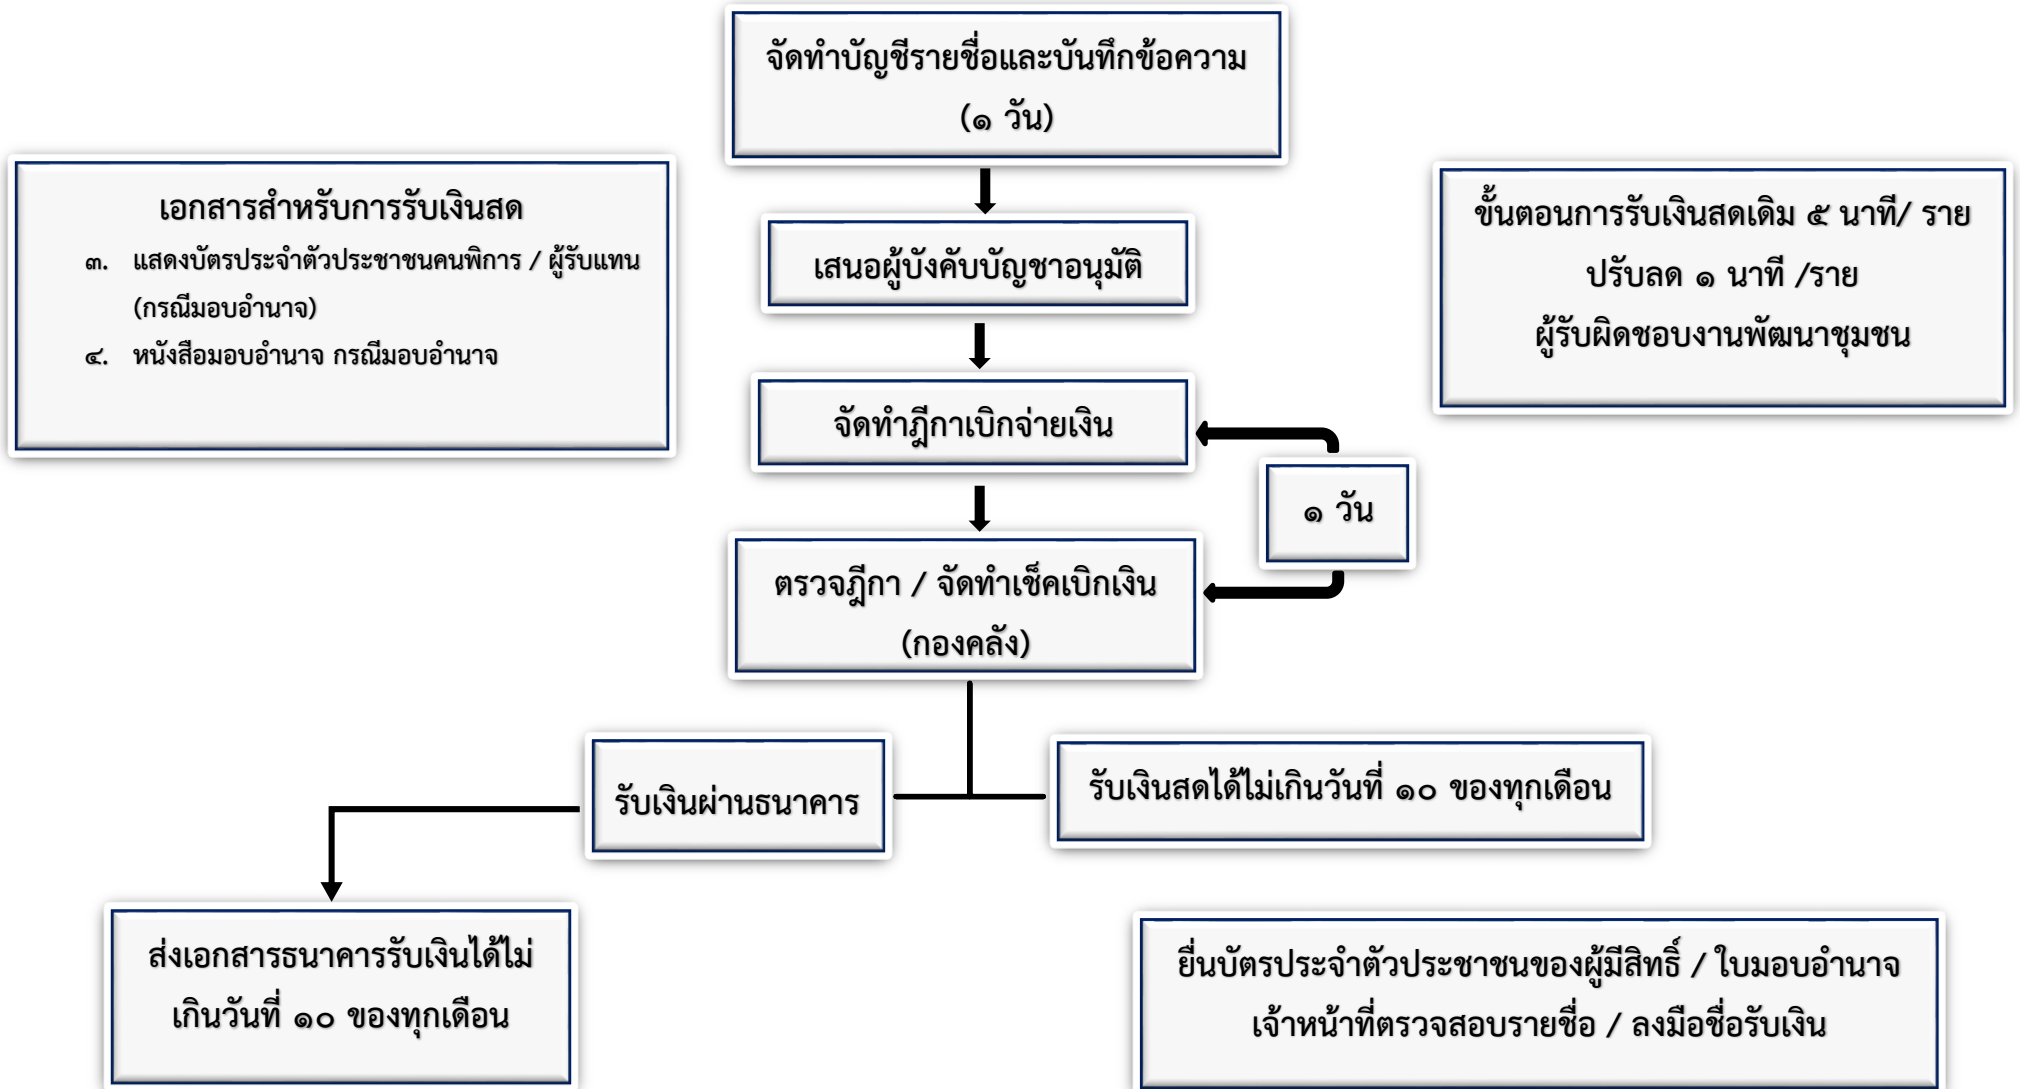 จัดทำบัญชีรายชื่อและบันทึกข้อความ
(๑ วัน)
เอกสารสำหรับการรับเงินสด
๓. แสดงบัตรประจำตัวประชาชนคนพิการ / ผู้รับแทน
(กรณีมอบอำนาจ)
๔. หนังสือมอบอำนาจ กรณีมอบอำนาจ
ขั้นตอนการรับเงินสดเดิม ๕ นาที/ ราย
ปรับลด ๑ นาที /ราย
ผู้รับผิดชอบงานพัฒนาชุมชน
เสนอผู้บังคับบัญชาอนุมัติ
จัดทำฎีกาเบิกจ่ายเงิน
๑ วัน
ตรวจฎีกา / จัดทำเช็คเบิกเงิน
(กองคลัง)
รับเงินผ่านธนาคาร
รับเงินสดได้ไม่เกินวันที่ ๑๐ ของทุกเดือน
ส่งเอกสารธนาคารรับเงินได้ไม่
เกินวันที่ ๑๐ ของทุกเดือน
ยื่นบัตรประจำตัวประชาชนของผู้มีสิทธิ์ / ใบมอบอำนาจ
เจ้าหน้าที่ตรวจสอบรายชื่อ / ลงมือชื่อรับเงิน